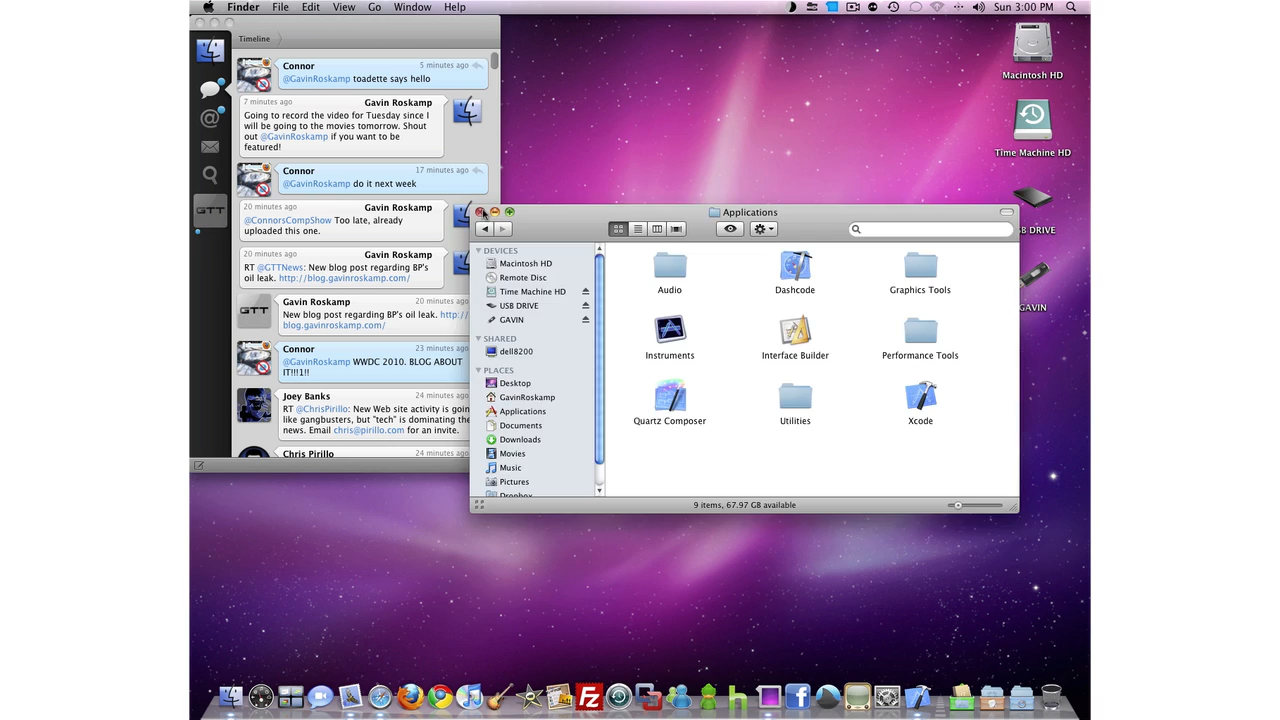 Finder File Edit View Go Window Help
Sun 3:00 PM
Timeline
Connor 5 minutes ago
@GavinRoskamp toadette says hello
7 minutes ago Gavin Roskamp
Going to record the video for Tuesday since I
will be going to the movies tomorrow. Shout
out @GavinRoskamp if you want to be
featured!
Connor 17 minutes ago
@GavinRoskamp do it next week
20 minutes ago Gavin Roskamp
@ConnorsCompShow Too late, already
uploaded this one.
20 minutes ago Gavin Roskamp
RT @GTTNews: New blog post regarding BP's
oil leak. http://blog.gavinroskamp.com/
GTT
Gavin Roskamp 20 minutes ago
New blog post regarding BP's oil leak. http://
blog.gavinroskamp.com/
Connor 23 minutes ago
@GavinRoskamp WWDC 2010. BLOG ABOUT
IT!!!1!!
Joey Banks 24 minutes ago
RT @ChrisPirillo: New Web site activity is goin
like gangbusters, but "tech" is dominating the
news. Email chris@pirillo.com for an invite.
Chris Pirillo 24 minutes ago
GTT
Applications
DEVICES
Macintosh HD
Remote Disc
Time Machine HD
USB DRIVE
GAVIN
SHARED
dell8200
PLACES
Desktop
GavinRoskamp
Applications
Documents
Downloads
Movies
Music
Pictures
Dropbox
Audio
Dashcode
Graphics Tools
Instruments
Interface Builder
Performance Tools
Quartz Composer
Utilities
Xcode
9 items, 67.97 GB available
Macintosh HD
Time Machine HD
SB DRIVE
GAVIN
Fz
h
f